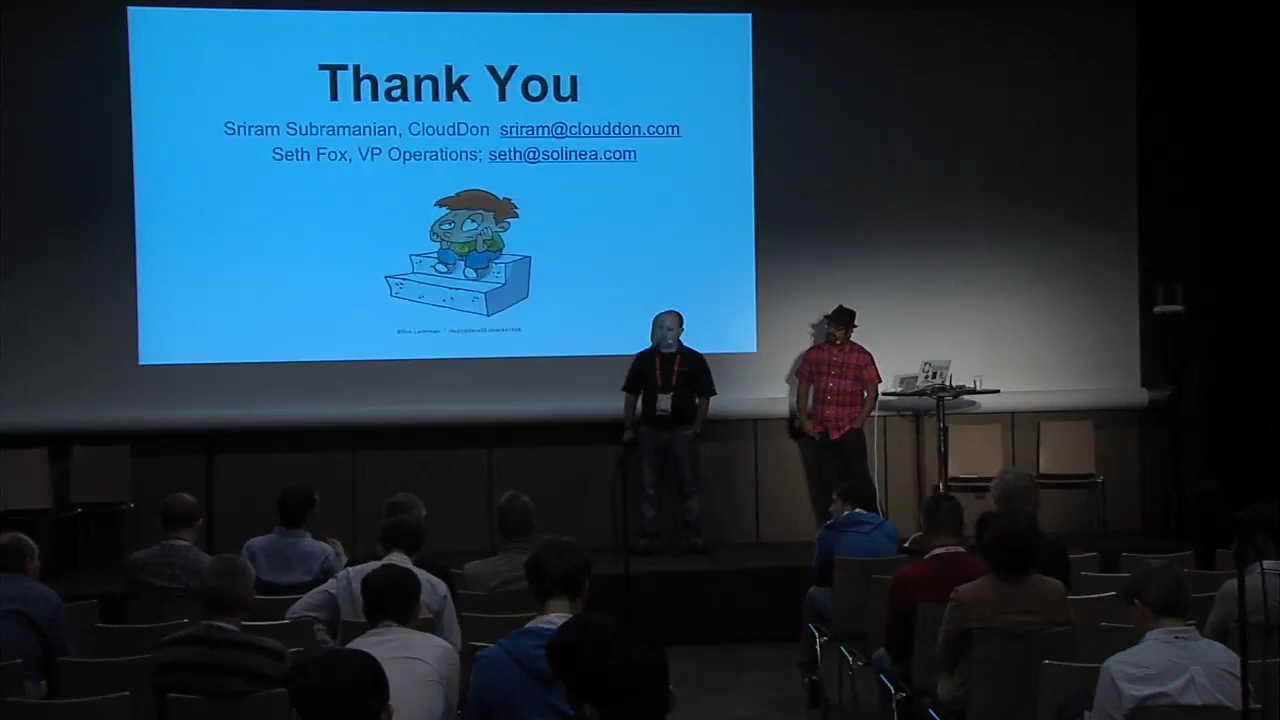 Thank You
Sriram Subramanian, CloudDon sriram@clouddon.com
Seth Fox, VP Operations; seth@solinea.com